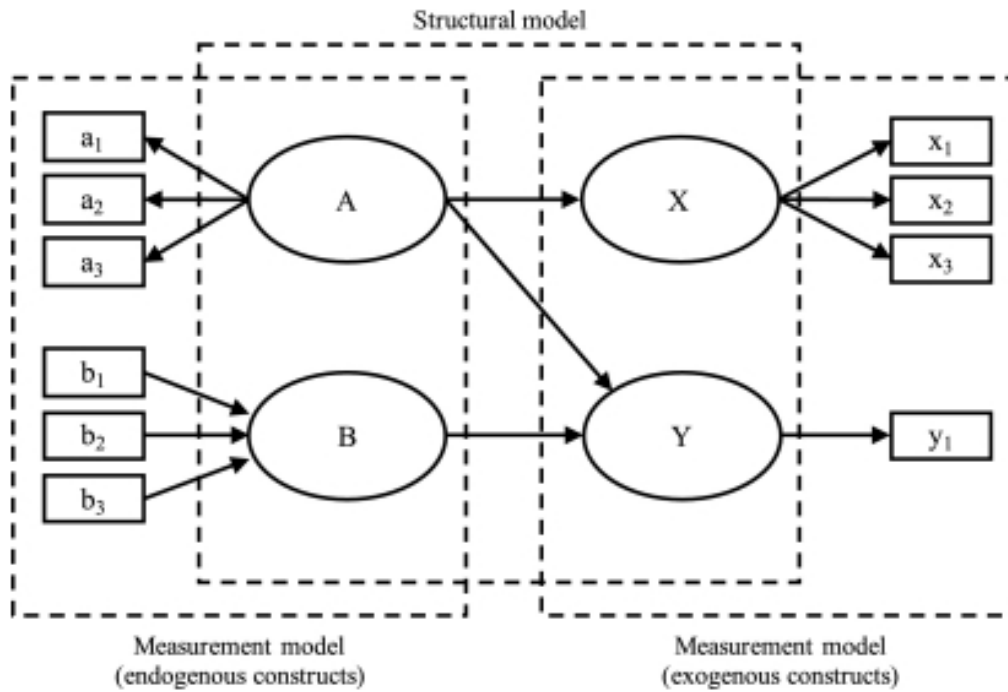 Structural model
a₁
a₂
a₃
A
X
x₁
x₂
x₃
b₁
b₂
b₃
B
Y
y₁
Measurement model
(endogenous constructs)
Measurement model
(exogenous constructs)